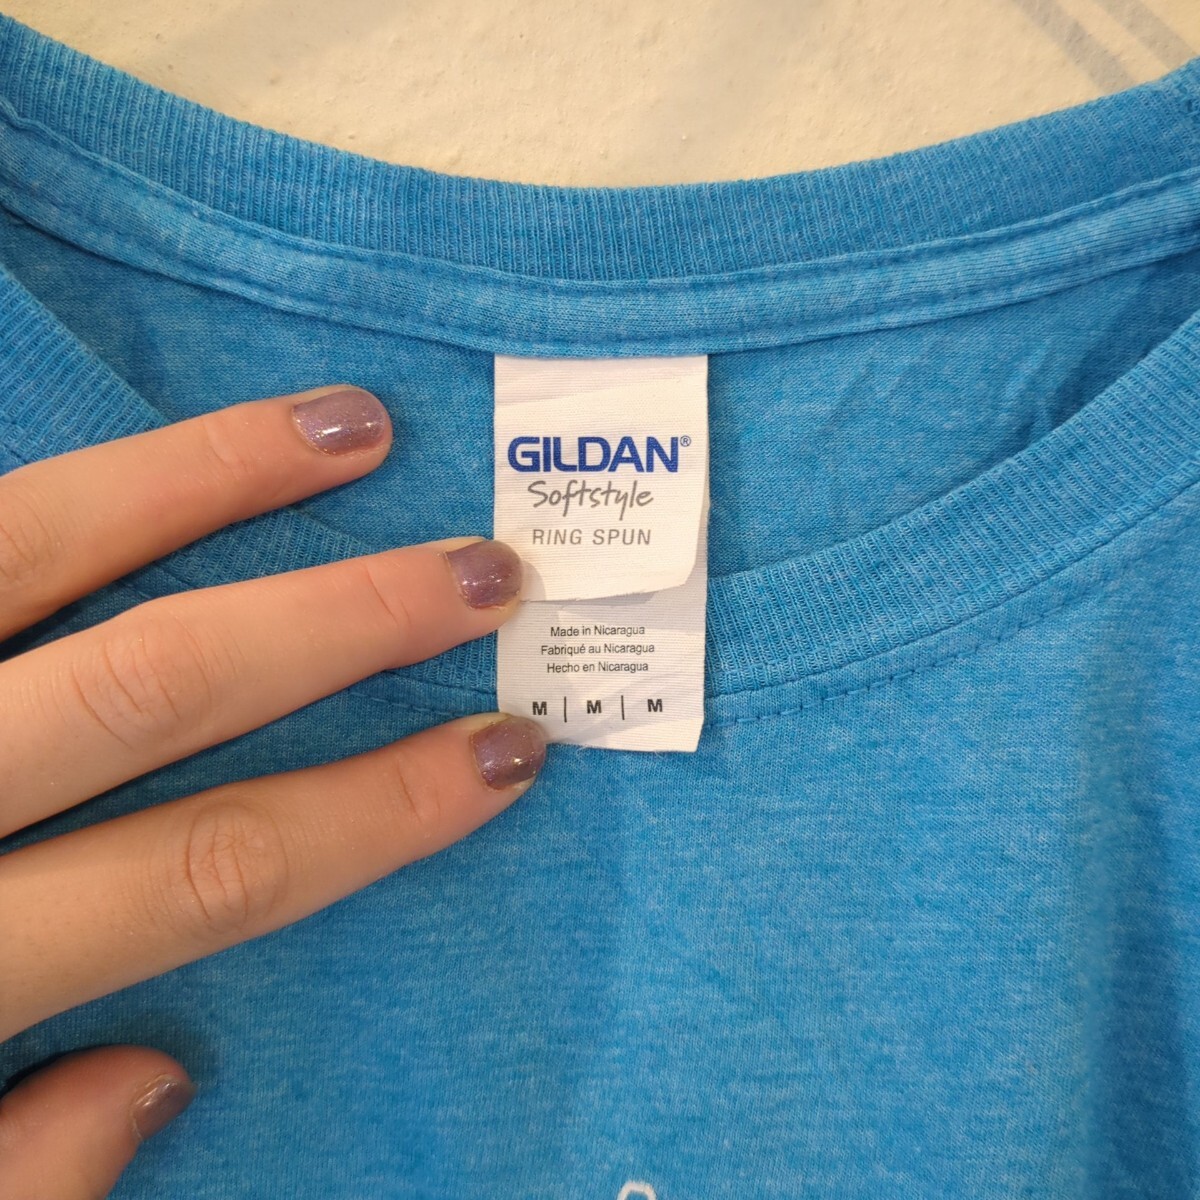 GILDAN®
Softstyle
RING SPUN
Made in Nicaragua
Fabriqué au Nicaragua
Hecho en Nicaragua
M | M | M